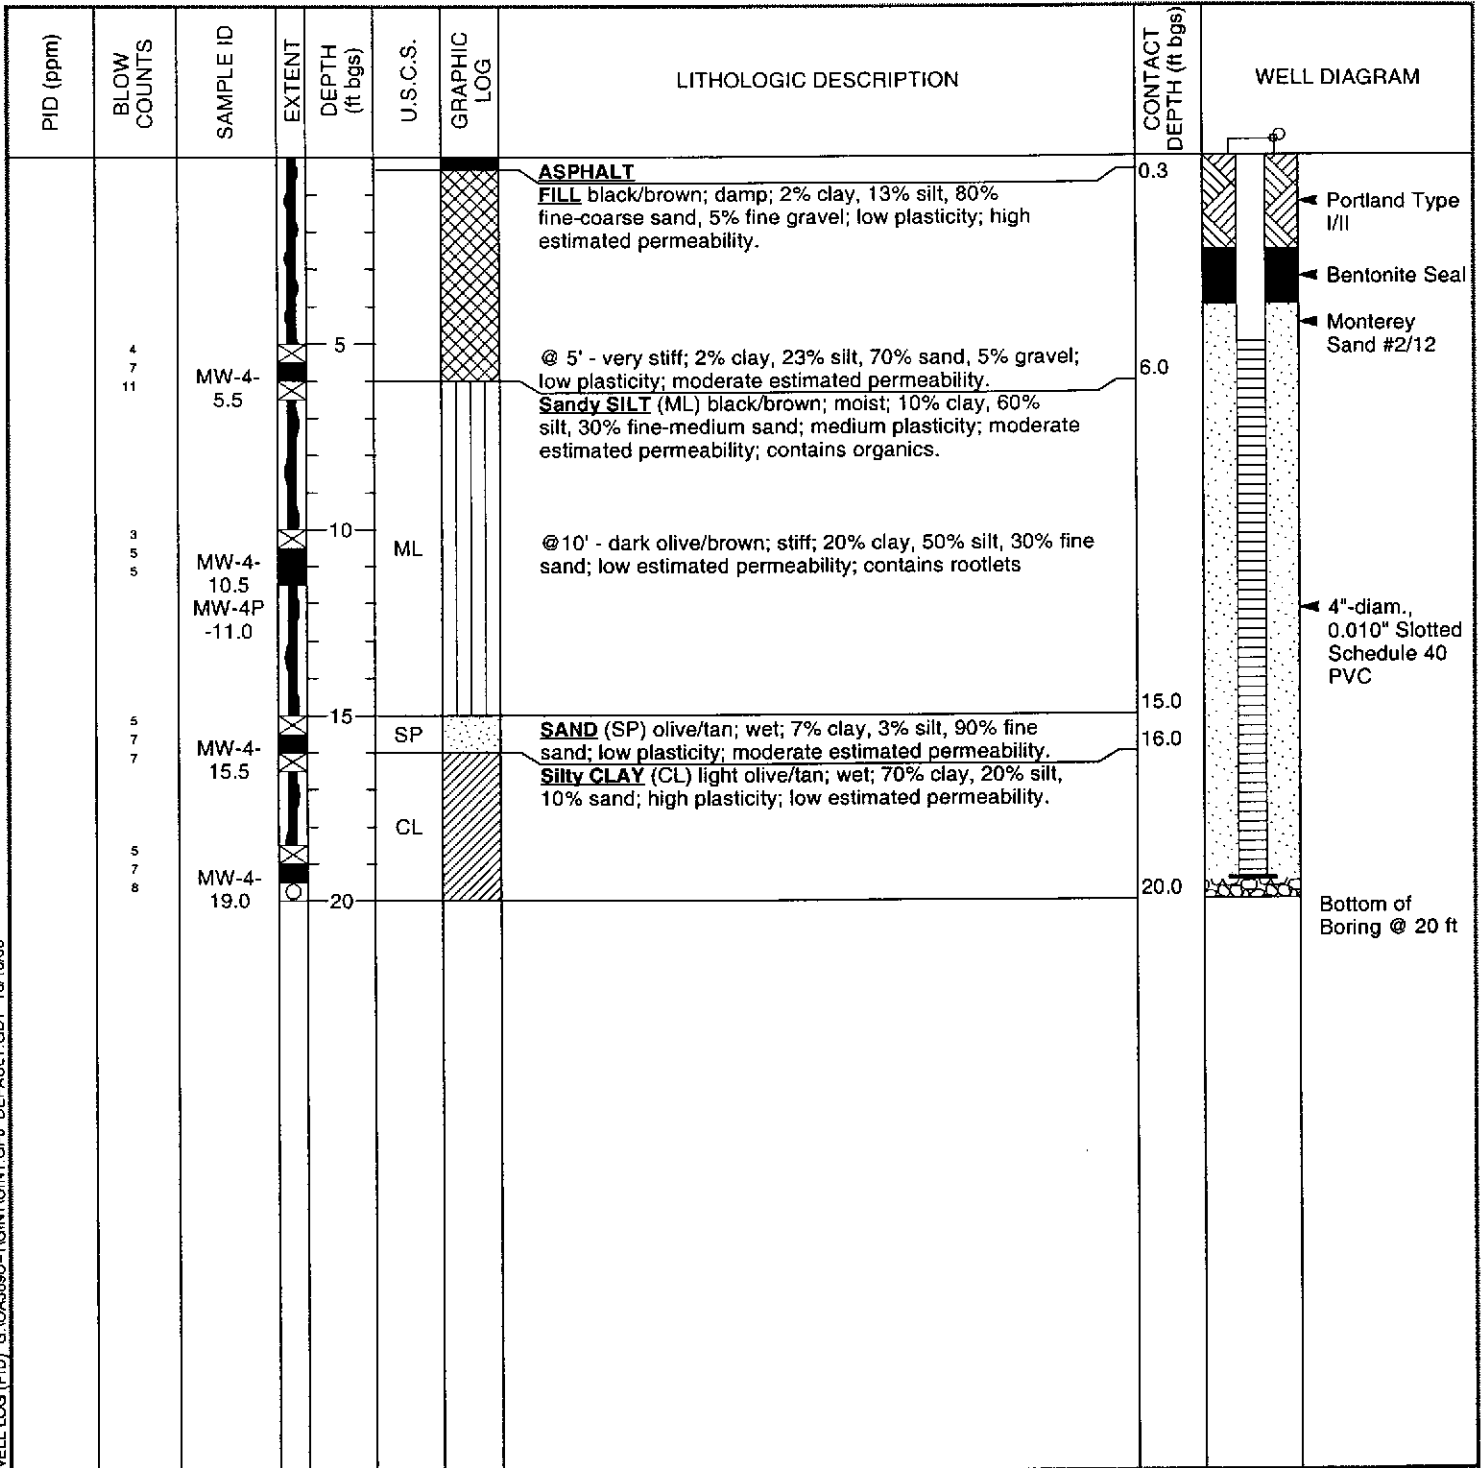 PID (ppm)
BLOW
COUNTS
SAMPLE ID
EXTENT
DEPTH
(ft bgs)
U.S.C.S.
GRAPHIC
LOG
LITHOLOGIC DESCRIPTION
CONTACT
DEPTH (ft bgs)
WELL DIAGRAM
ASPHALT
0.3
FILL black/brown; damp; 2% clay, 13% silt, 80%
fine-coarse sand, 5% fine gravel; low plasticity; high
estimated permeability.
Portland Type
I/II
Bentonite Seal
Monterey
Sand #2/12
4
7
11
MW-4-
5.5
5
@ 5' - very stiff; 2% clay, 23% silt, 70% sand, 5% gravel;
low plasticity; moderate estimated permeability.
6.0
Sandy SILT (ML) black/brown; moist; 10% clay, 60%
silt, 30% fine-medium sand; medium plasticity; moderate
estimated permeability; contains organics.
3
5
5
MW-4-
10.5
MW-4P
-11.0
10
ML
@10' - dark olive/brown; stiff; 20% clay, 50% silt, 30% fine
sand; low estimated permeability; contains rootlets
4"-diam.,
0.010" Slotted
Schedule 40
PVC
5
7
7
MW-4-
15.5
15
SP
15.0
SAND (SP) olive/tan; wet; 7% clay, 3% silt, 90% fine
sand; low plasticity; moderate estimated permeability.
16.0
Silty CLAY (CL) light olive/tan; wet; 70% clay, 20% silt,
10% sand; high plasticity; low estimated permeability.
CL
5
7
8
MW-4-
19.0
20
20.0
Bottom of
Boring @ 20 ft